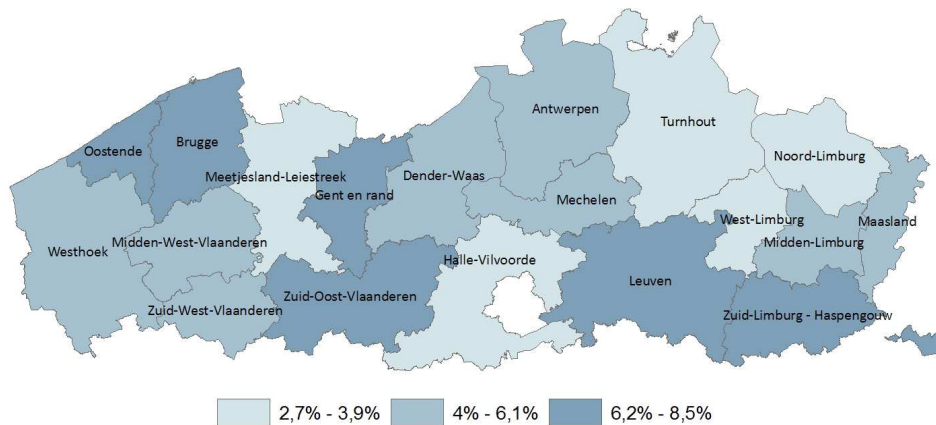 Antwerpen
Turnhout
Oostende
Brugge
Noord-Limburg
Meetjesland-Leiestreek
Dender-Waas
Gent en rand
Mechelen
West-Limburg
Maasland
Westhoek
Midden-West-Vlaanderen
Midden-Limburg
Halle-Vilvoorde
Leuven
Zuid-Oost-Vlaanderen
Zuid-West-Vlaanderen
Zuid-Limburg - Haspengouw
2,7% - 3,9%
4% - 6,1%
6,2% - 8,5%